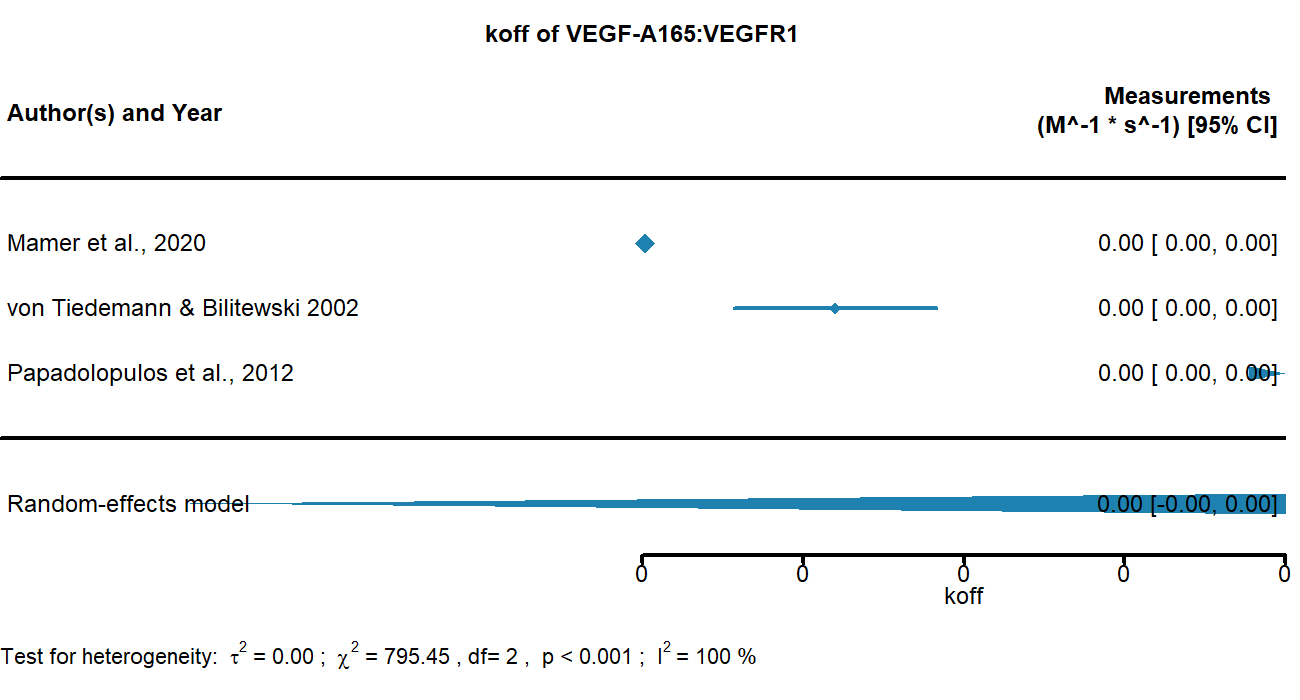 koff of VEGF-A165:VEGFR1
Measurements
Author(s) and Year
(M^-1 * s^-1) [95% CI]
Mamer et al., 2020 0.00 [ 0.00, 0.00]
von Tiedemann & Bilitewski 2002 0.00 [ 0.00, 0.00]
Papadolopulos et al., 2012 0.00 [ 0.00, 0.00]
Random-effects model 0.00 [-0.00, 0.00]
0 0 0 0 0
koff
Test for heterogeneity: τ² = 0.00 ; χ² = 795.45 , df= 2 , p < 0.001 ; I² = 100 %